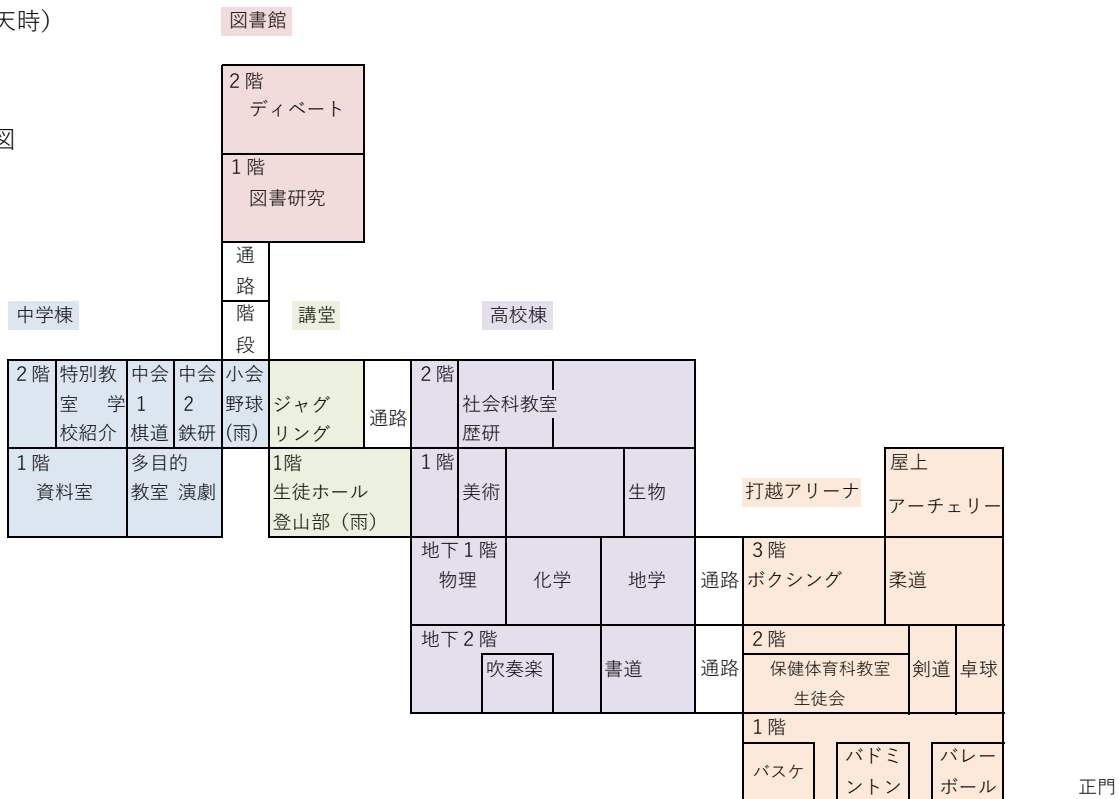 天時）
図書館
2階
ディベート
図
1階
図書研究
通
路
階
段
中学棟
講堂
高校棟
2階
特別教
室　学
校紹介
中会
1
棋道
中会
2
鉄研
小会
野球
(雨)
ジャグ
リング
通路
2階
社会科教室
歴研
1階
資料室
多目的
教室 演劇
1階
生徒ホール
登山部（雨）
1階
美術
生物
打越アリーナ
屋上
アーチェリー
地下1階
物理
化学
地学
通路
3階
ボクシング
柔道
地下2階
吹奏楽
書道
通路
2階
保健体育科教室
生徒会
剣道
卓球
1階
バスケ
バドミ
ントン
バレー
ボール
正門